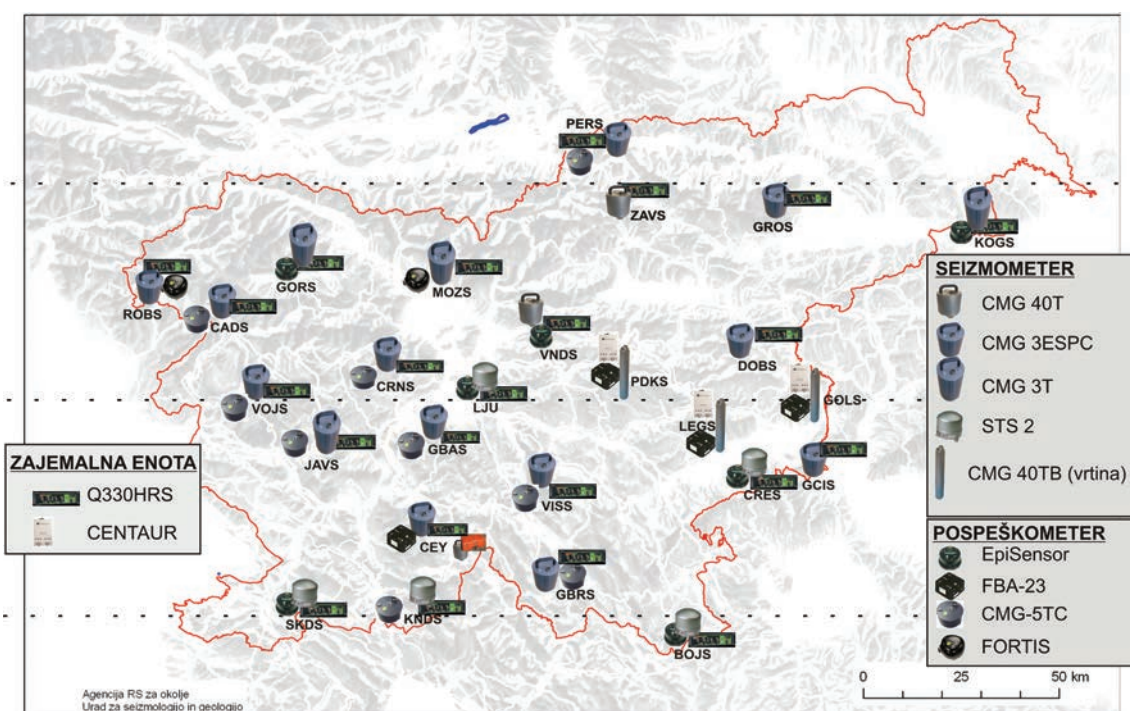 PERS
ZAVS
GROS
KOGS
GORS
MOZS
ROBS
CADS
VNDS
DOBS
PDKS
CRNS
LJU
VOJS
GOLS
LEGS
JAVS
GBAS
CRES
GCIS
VISS
CEY
GBRS
SKDS
KNDS
BOJS
SEIZMOMETER
CMG 40T
CMG 3ESPC
CMG 3T
STS 2
CMG 40TB (vrtina)
ZAJEMALNA ENOTA
Q330HRS
CENTAUR
POSPEŠKOMETER
EpiSensor
FBA-23
CMG-5TC
FORTIS
0 25 50 km
Agencija RS za okolje
Urad za seizmologijo in geologijo